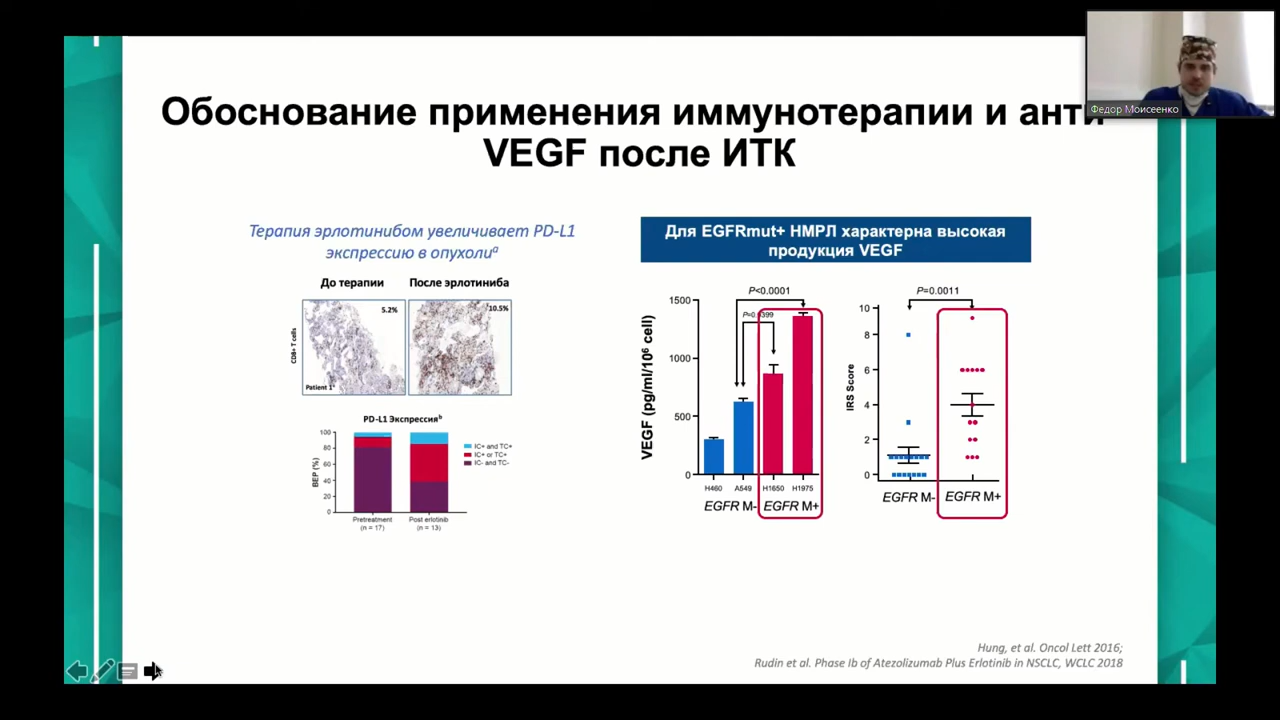 Федор Моисеенко
Обоснование применения иммунотерапии и анти
VEGF после ИТК
Терапия эрлотинибом увеличивает PD-L1
экспрессию в опухолиᵃ
До терапии
После эрлотиниба
CD8+ T cells
5.2%
10.5%
Patient 1
PD-L1 Экспрессияᵇ
BEP (%)
100
80
60
40
20
0
IC+ and TC+
IC+ or TC+
IC- and TC-
Pretreatment
(n = 17)
Post erlotinib
(n = 13)
Для EGFRmut+ НМРЛ характерна высокая
продукция VEGF
VEGF (pg/ml/10⁶ cell)
1500
1000
500
0
P<0.0001
H460
A549
H1650
H1975
EGFR M-
EGFR M+
IRS Score
10
8
6
4
2
0
P=0.0011
EGFR M-
EGFR M+
Hung, et al. Oncol Lett 2016;
Rudin et al. Phase Ib of Atezolizumab Plus Erlotinib in NSCLC, WCLC 2018